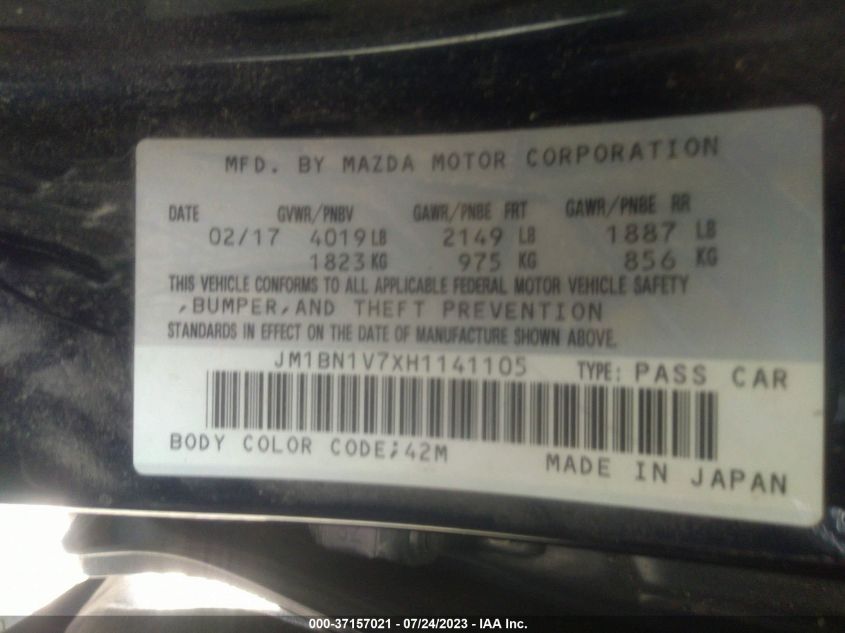 MFD. BY MAZDA MOTOR CORPORATION
DATE GVWR/PNBV GAWR/PNBE FRT GAWR/PNBE RR
02/17 4019 LB 2149 LB 1887 LB
1823 KG 975 KG 856 KG
THIS VEHICLE CONFORMS TO ALL APPLICABLE FEDERAL MOTOR VEHICLE SAFETY
,BUMPER,AND THEFT PREVENTION
STANDARDS IN EFFECT ON THE DATE OF MANUFACTURE SHOWN ABOVE.
JM1BN1V7XH1141105 TYPE: PASS CAR
BODY COLOR CODE;42M MADE IN JAPAN
000-37157021 - 07/24/2023 - IAA Inc.